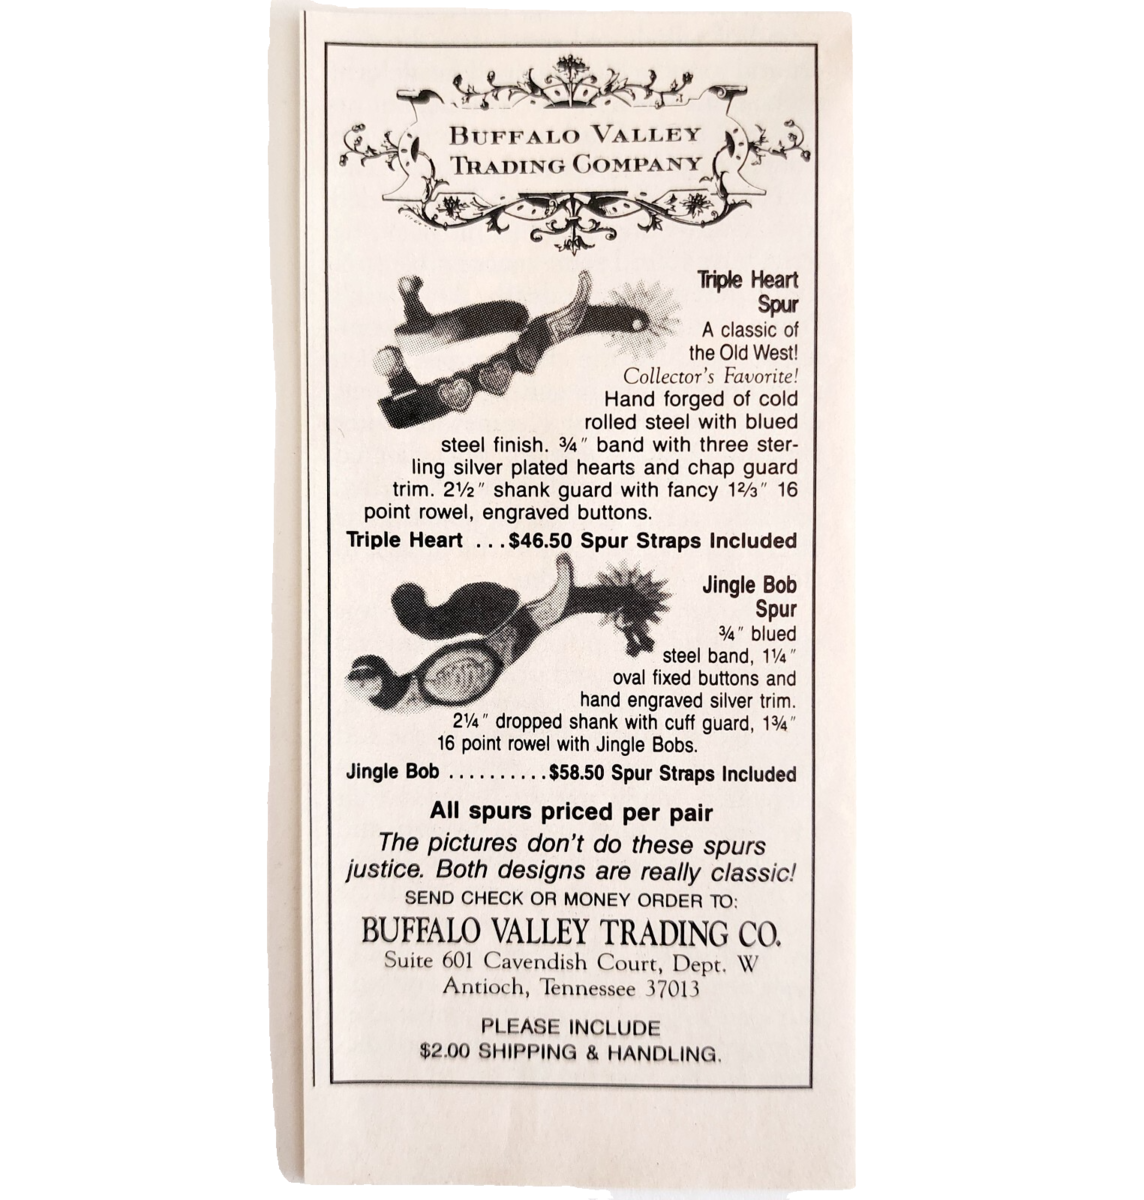 BUFFALO VALLEY
TRADING COMPANY
Triple Heart
Spur
A classic of
the Old West!
Collector's Favorite!
Hand forged of cold
rolled steel with blued
steel finish. ¾" band with three ster-
ling silver plated hearts and chap guard
trim. 2½" shank guard with fancy 1⅔" 16
point rowel, engraved buttons.
Triple Heart ...$46.50 Spur Straps Included
Jingle Bob
Spur
¾" blued
steel band, 1¼"
oval fixed buttons and
hand engraved silver trim.
2¼" dropped shank with cuff guard, 1¾"
16 point rowel with Jingle Bobs.
Jingle Bob ..........$58.50 Spur Straps Included
All spurs priced per pair
The pictures don't do these spurs
justice. Both designs are really classic!
SEND CHECK OR MONEY ORDER TO:
BUFFALO VALLEY TRADING CO.
Suite 601 Cavendish Court, Dept. W
Antioch, Tennessee 37013
PLEASE INCLUDE
$2.00 SHIPPING & HANDLING.